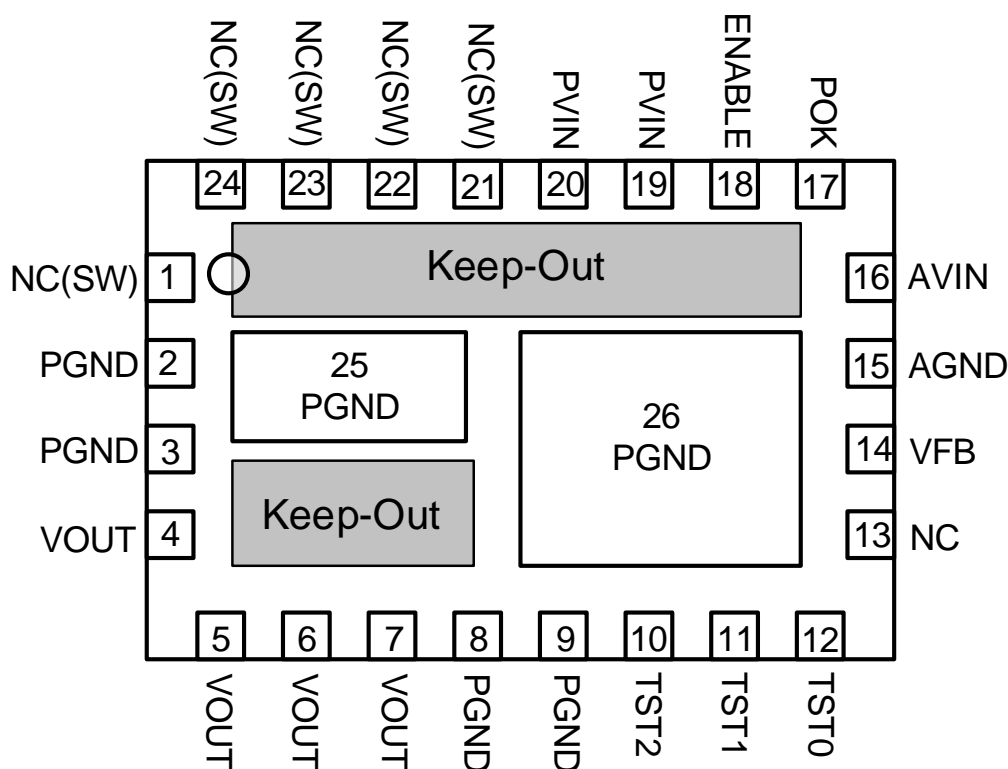 NC(SW)
NC(SW)
NC(SW)
NC(SW)
PVIN
PVIN
ENABLE
POK
24
23
22
21
20
19
18
17
NC(SW)
1
Keep-Out
16
AVIN
PGND
2
25
PGND
15
AGND
26
PGND
PGND
3
14
VFB
VOUT
4
Keep-Out
13
NC
5
6
7
8
9
10
11
12
VOUT
VOUT
VOUT
PGND
PGND
TST2
TST1
TST0